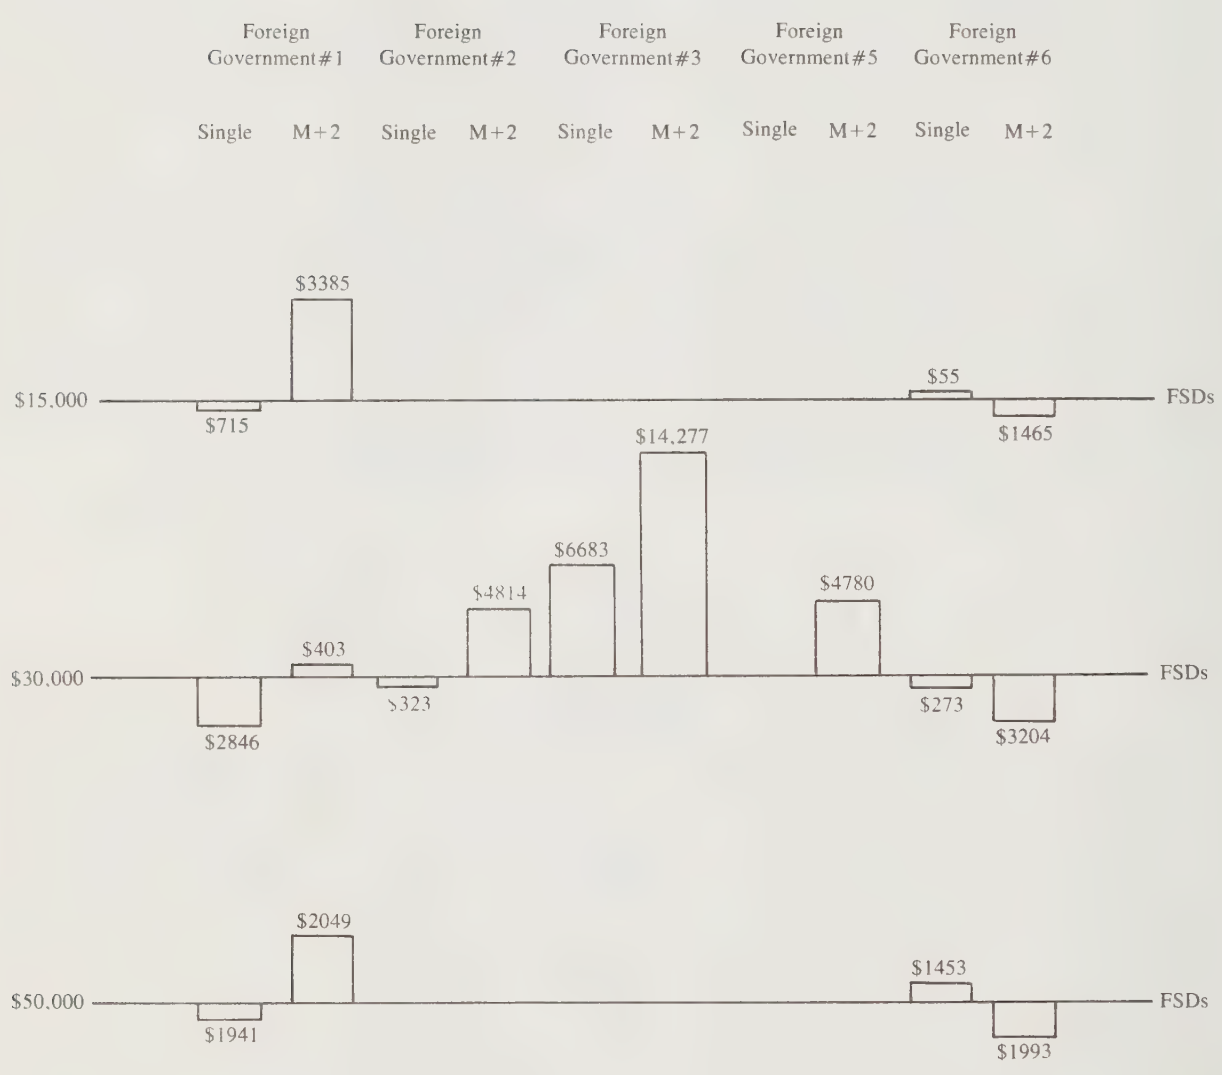 Foreign Foreign Foreign Foreign Foreign
Government#1 Government#2 Government#3 Government#5 Government#6
Single M+2 Single M+2 Single M+2 Single M+2 Single M+2
$3385
$55
$15,000 FSDs
$715 $1465
$14,277
$6683
$4814 $4780
$403
$30,000 FSDs
$323 $273
$2846 $3204
$2049
$1453
$50,000 FSDs
$1941
$1993